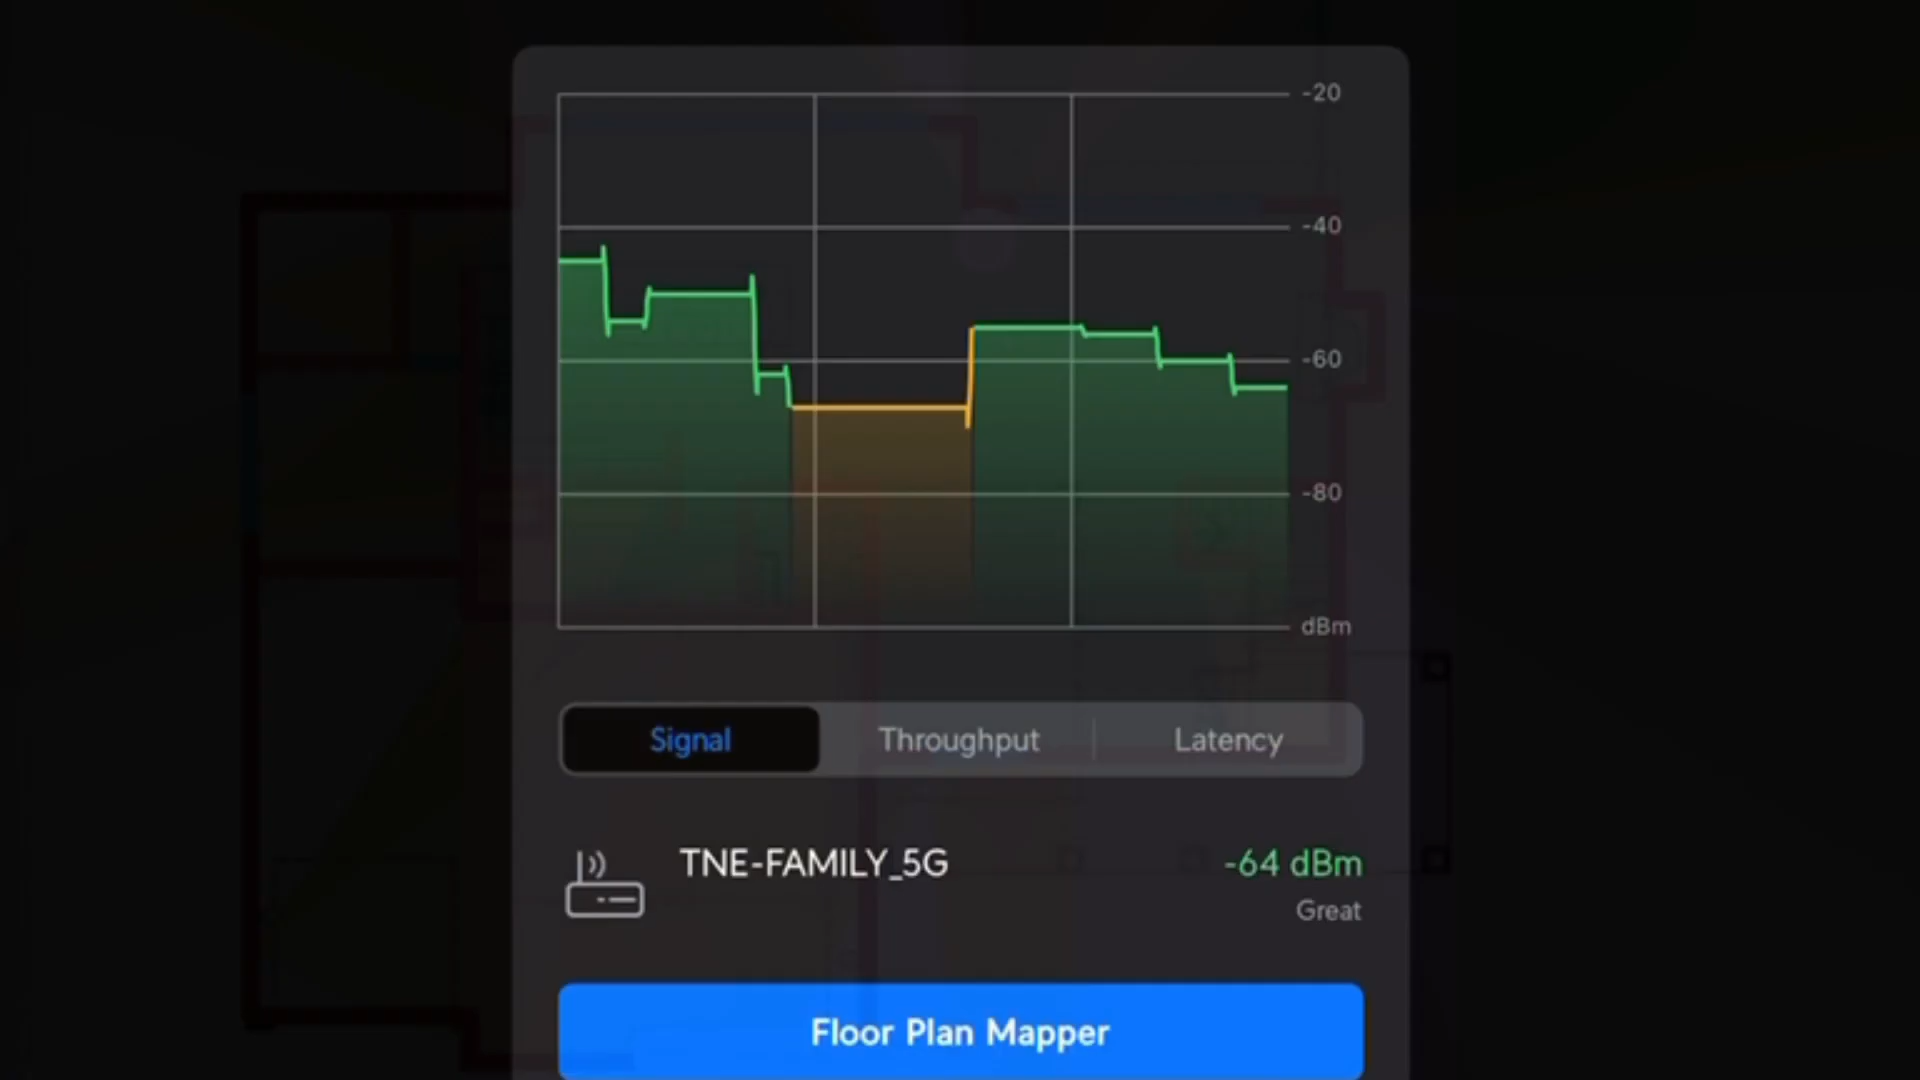 -20
-40
-60
-80
dBm
Signal
Throughput
Latency
TNE-FAMILY_5G
-64 dBm
Great
Floor Plan Mapper